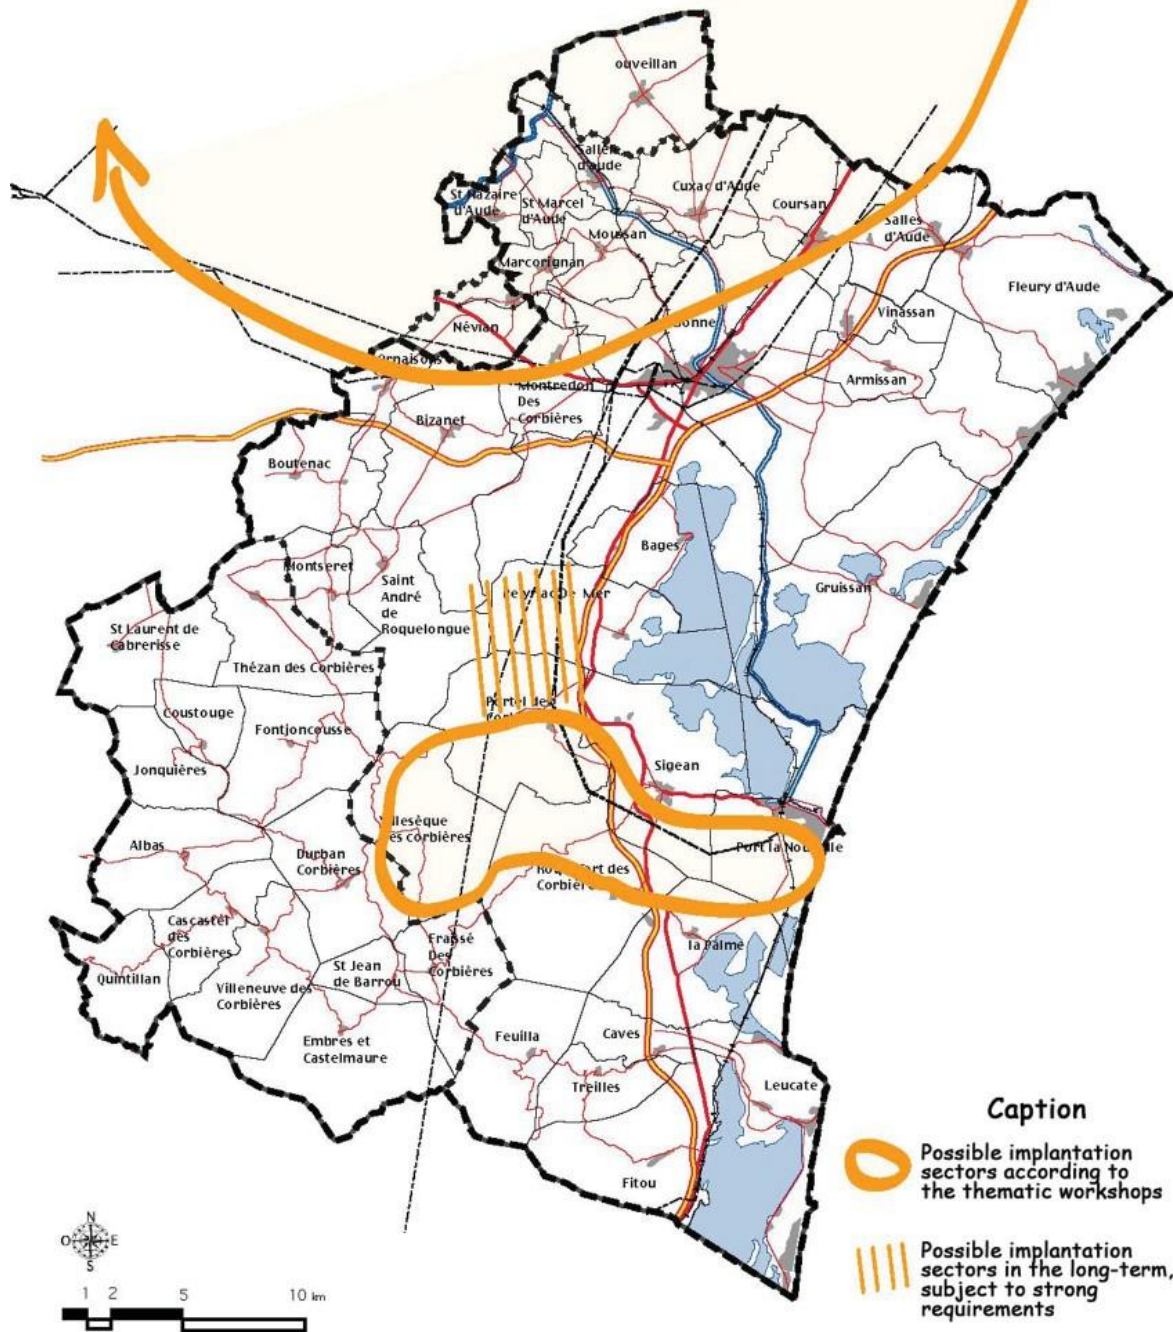 ouveillan
Salles
d'aude
Cuxac d'Aude
St Nazaire
d'Aude
St Marcel
d'Aude
Coursan
Salles
d'Aude
Moussan
Marcorignan
Fleury d'Aude
Vinassan
Névian
Armissan
Montredon
Des
Corbières
Bizanet
Boutenac
Bages
Montseret
Saint
André
de
Roquelongue
Gruissan
St Laurent de
Cabrerisse
Thézan des Corbières
Coustouge
Fontjoncousse
Jonquières
Sigean
Albas
Durban
Corbières
des corbières
Port la Nouvelle
Corbières
Cascastel
des
Corbières
Fraissé
Des
Corbières
la Palme
Quintillan
Villeneuve des
Corbières
St Jean
de Barrou
Embres et
Castelmaure
Feuilla
Caves
Treilles
Leucate
Fitou
Caption
Possible implantation
sectors according to
the thematic workshops
Possible implantation
sectors in the long-term,
subject to strong
requirements
N
O E
S
1 2 5 10 km